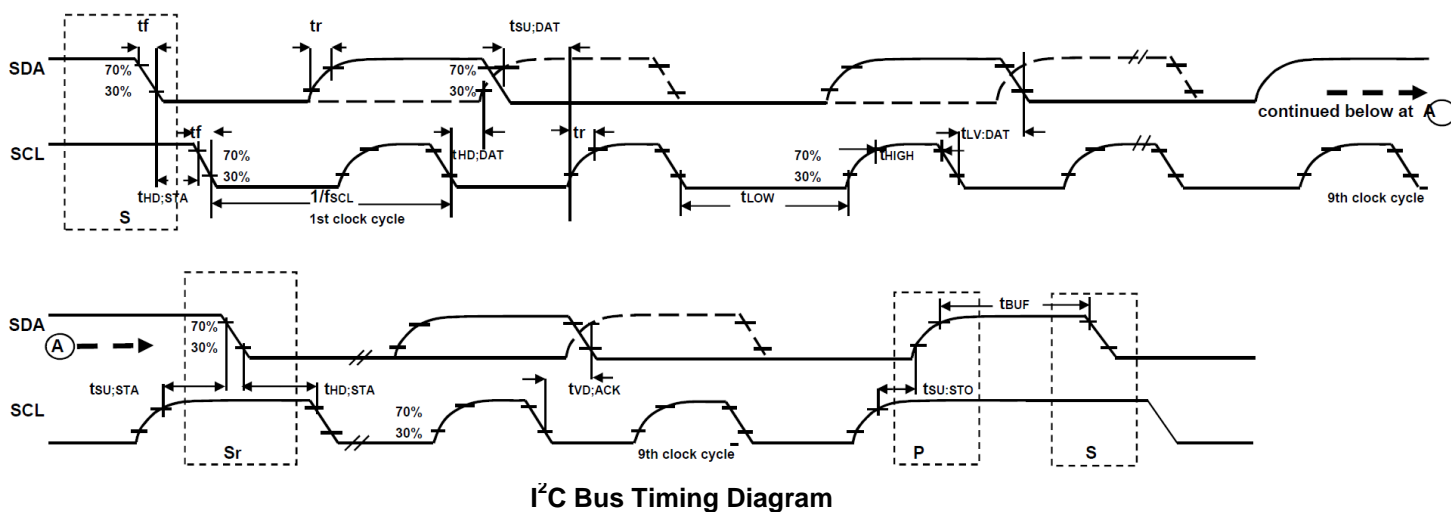 tf tr tSU;DAT
SDA 70% 30% 70% 30% continued below at A
SCL tf 70% 30% tHD;DAT tr 70% 30% tHIGH tLV:DAT
tHD;STA 1/fSCL tLOW
S 1st clock cycle 9th clock cycle
tBUF
SDA 70% 30%
A
tSU;STA tHD;STA tVD;ACK tSU:STO
SCL 70% 30%
Sr 9th clock cycle P S
I²C Bus Timing Diagram